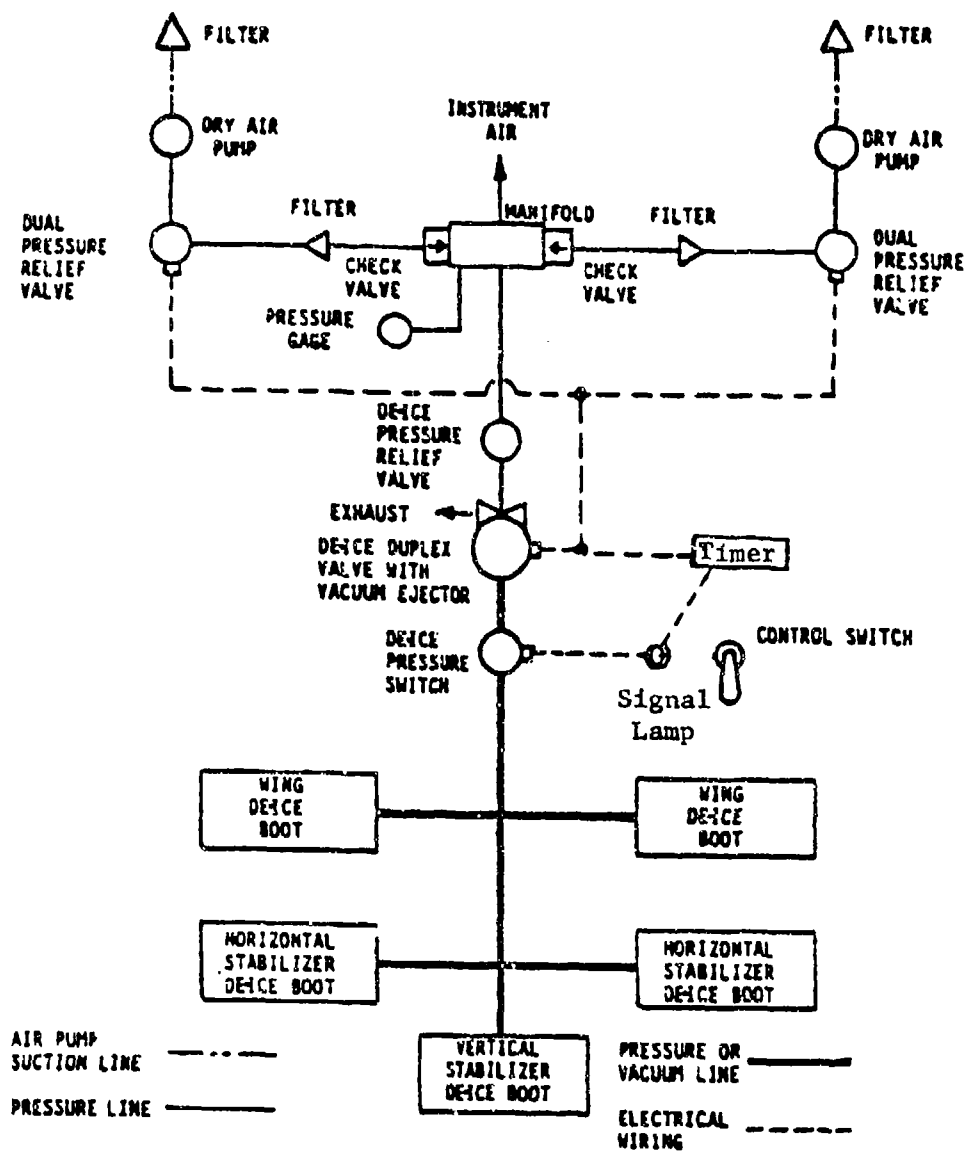 FILTER
FILTER
INSTRUMENT
AIR
DRY AIR
PUMP
DRY AIR
PUMP
DUAL
PRESSURE
RELIEF
VALVE
FILTER
MANIFOLD
FILTER
DUAL
PRESSURE
RELIEF
VALVE
CHECK
VALVE
CHECK
VALVE
PRESSURE
GAGE
DEICE
PRESSURE
RELIEF
VALVE
EXHAUST
DEICE DUPLEX
VALVE WITH
VACUUM EJECTOR
Timer
DEICE
PRESSURE
SWITCH
CONTROL SWITCH
Signal
Lamp
WING
DEICE
BOOT
WING
DEICE
BOOT
HORIZONTAL
STABILIZER
DEICE BOOT
HORIZONTAL
STABILIZER
DEICE BOOT
VERTICAL
STABILIZER
DEICE BOOT
AIR PUMP
SUCTION LINE
PRESSURE LINE
PRESSURE OR
VACUUM LINE
ELECTRICAL
WIRING